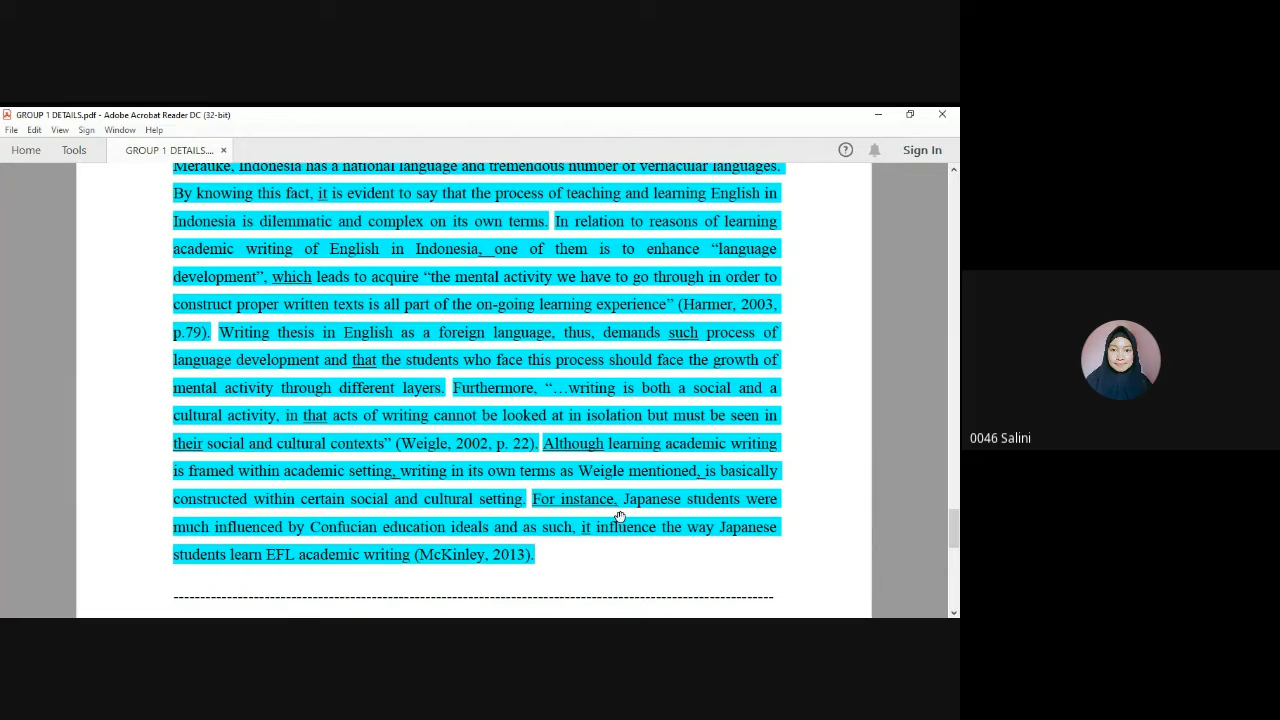 GROUP 1 DETAILS.pdf - Adobe Acrobat Reader DC (32-bit)
File Edit View Sign Window Help
Home Tools GROUP 1 DETAILS.... × Sign In
Merauke, Indonesia has a national language and tremendous number of vernacular languages.
By knowing this fact, it is evident to say that the process of teaching and learning English in
Indonesia is dilemmatic and complex on its own terms. In relation to reasons of learning
academic writing of English in Indonesia, one of them is to enhance “language
development”, which leads to acquire “the mental activity we have to go through in order to
construct proper written texts is all part of the on-going learning experience” (Harmer, 2003,
p.79). Writing thesis in English as a foreign language, thus, demands such process of
language development and that the students who face this process should face the growth of
mental activity through different layers. Furthermore, “…writing is both a social and a
cultural activity, in that acts of writing cannot be looked at in isolation but must be seen in
their social and cultural contexts” (Weigle, 2002, p. 22). Although learning academic writing
is framed within academic setting, writing in its own terms as Weigle mentioned, is basically
constructed within certain social and cultural setting. For instance, Japanese students were
much influenced by Confucian education ideals and as such, it influence the way Japanese
students learn EFL academic writing (McKinley, 2013).
0046 Salini